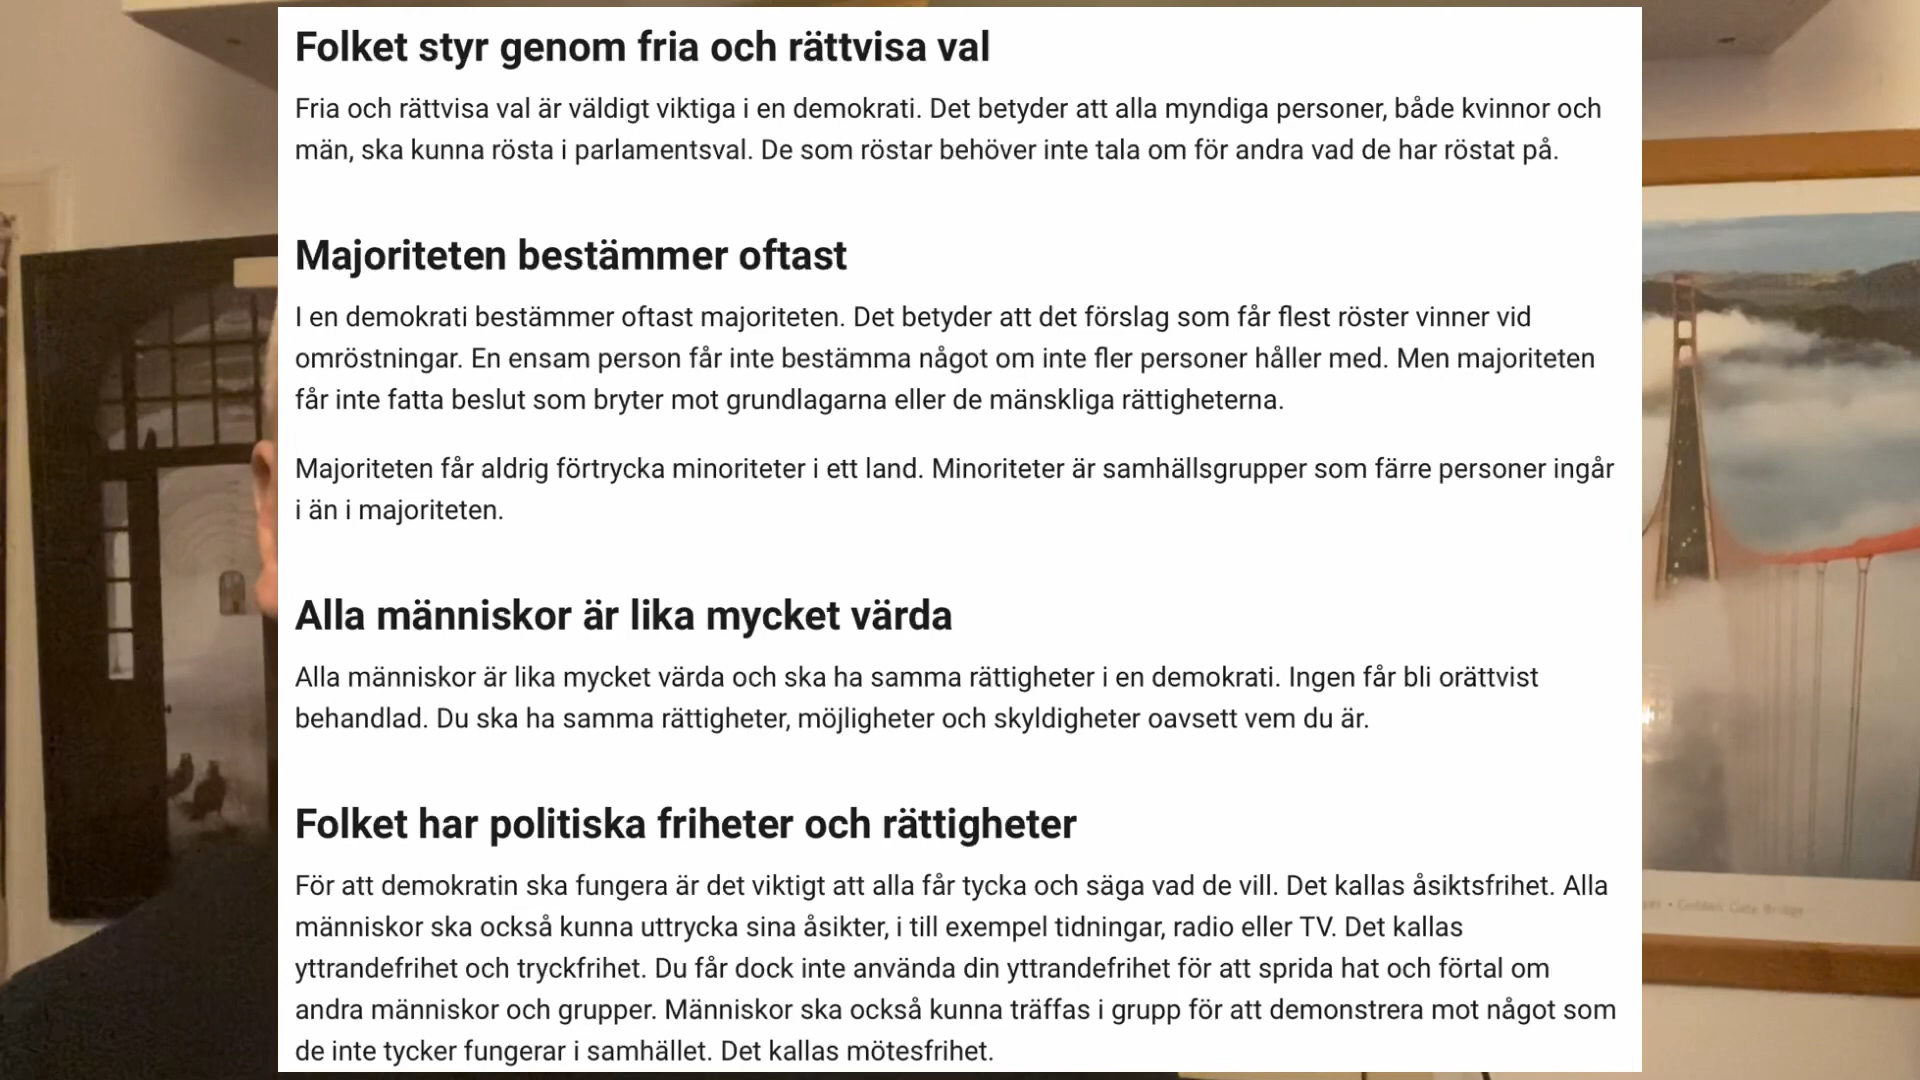 Folket styr genom fria och rättvisa val
Fria och rättvisa val är väldigt viktiga i en demokrati. Det betyder att alla myndiga personer, både kvinnor och
män, ska kunna rösta i parlamentsval. De som röstar behöver inte tala om för andra vad de har röstat på.
Majoriteten bestämmer oftast
I en demokrati bestämmer oftast majoriteten. Det betyder att det förslag som får flest röster vinner vid
omröstningar. En ensam person får inte bestämma något om inte fler personer håller med. Men majoriteten
får inte fatta beslut som bryter mot grundlagarna eller de mänskliga rättigheterna.
Majoriteten får aldrig förtrycka minoriteter i ett land. Minoriteter är samhällsgrupper som färre personer ingår
i än i majoriteten.
Alla människor är lika mycket värda
Alla människor är lika mycket värda och ska ha samma rättigheter i en demokrati. Ingen får bli orättvist
behandlad. Du ska ha samma rättigheter, möjligheter och skyldigheter oavsett vem du är.
Folket har politiska friheter och rättigheter
För att demokratin ska fungera är det viktigt att alla får tycka och säga vad de vill. Det kallas åsiktsfrihet. Alla
människor ska också kunna uttrycka sina åsikter, i till exempel tidningar, radio eller TV. Det kallas
yttrandefrihet och tryckfrihet. Du får dock inte använda din yttrandefrihet för att sprida hat och förtal om
andra människor och grupper. Människor ska också kunna träffas i grupp för att demonstrera mot något som
de inte tycker fungerar i samhället. Det kallas mötesfrihet.
• Golden Gate Bridge